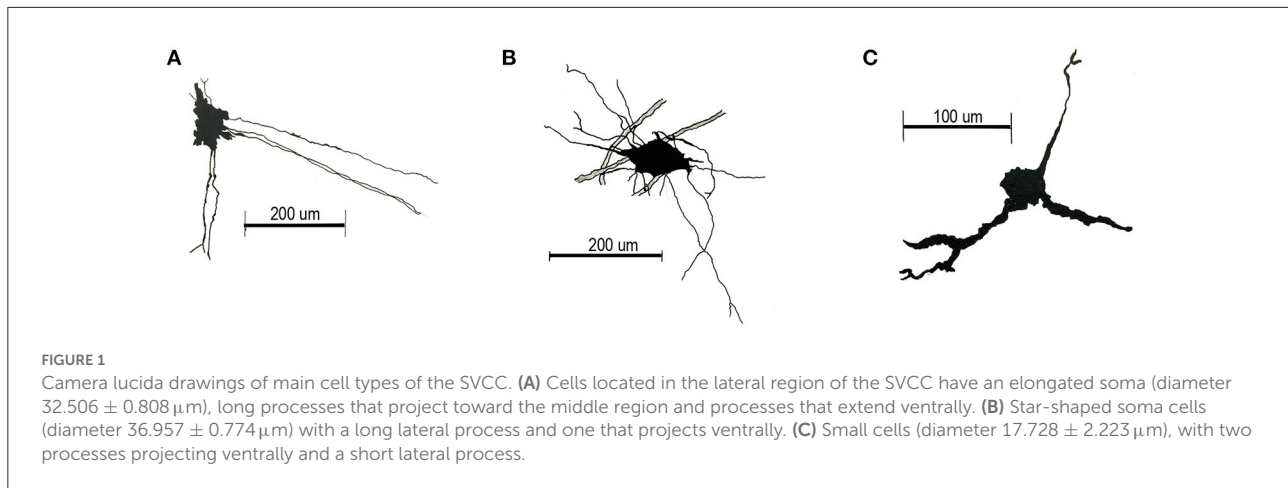 A
B
C
100 um
200 um
200 um
FIGURE 1
Camera lucida drawings of main cell types of the SVCC. (A) Cells located in the lateral region of the SVCC have an elongated soma (diameter
32.506 ± 0.808 μm), long processes that project toward the middle region and processes that extend ventrally. (B) Star-shaped soma cells
(diameter 36.957 ± 0.774 μm) with a long lateral process and one that projects ventrally. (C) Small cells (diameter 17.728 ± 2.223 μm), with two
processes projecting ventrally and a short lateral process.